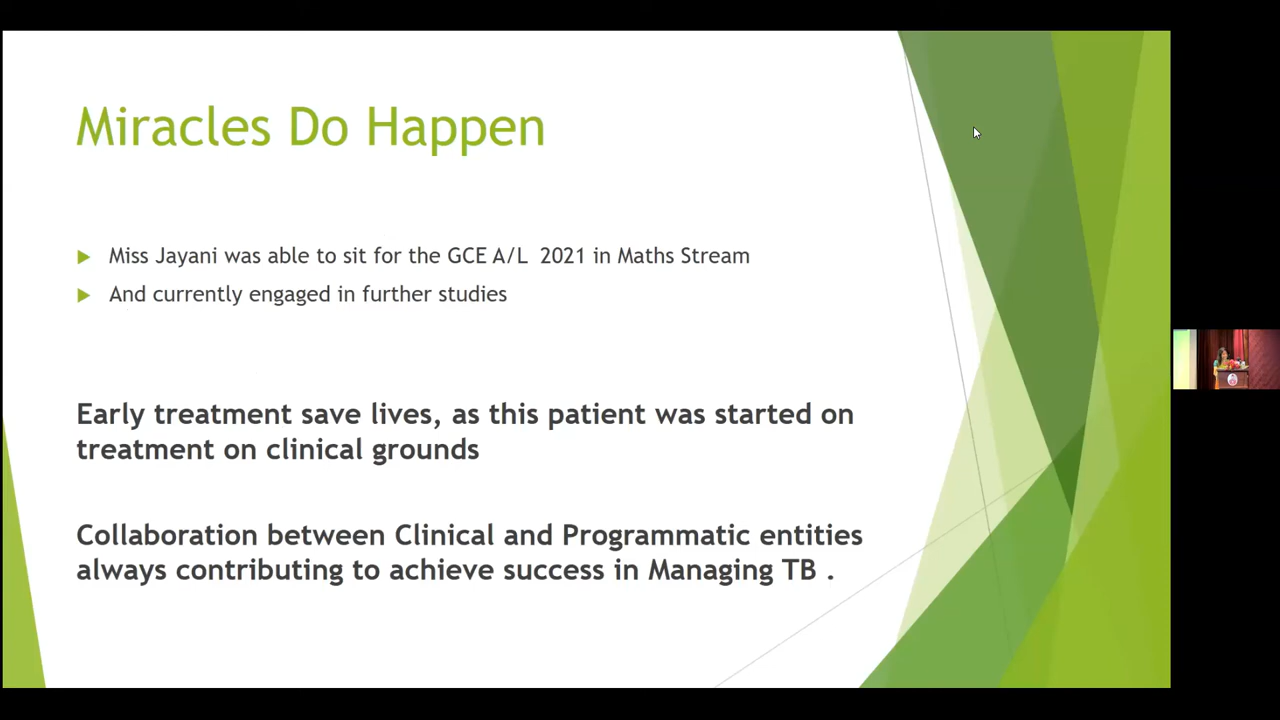 Miracles Do Happen
Miss Jayani was able to sit for the GCE A/L 2021 in Maths Stream
And currently engaged in further studies
Early treatment save lives, as this patient was started on
treatment on clinical grounds
Collaboration between Clinical and Programmatic entities
always contributing to achieve success in Managing TB .